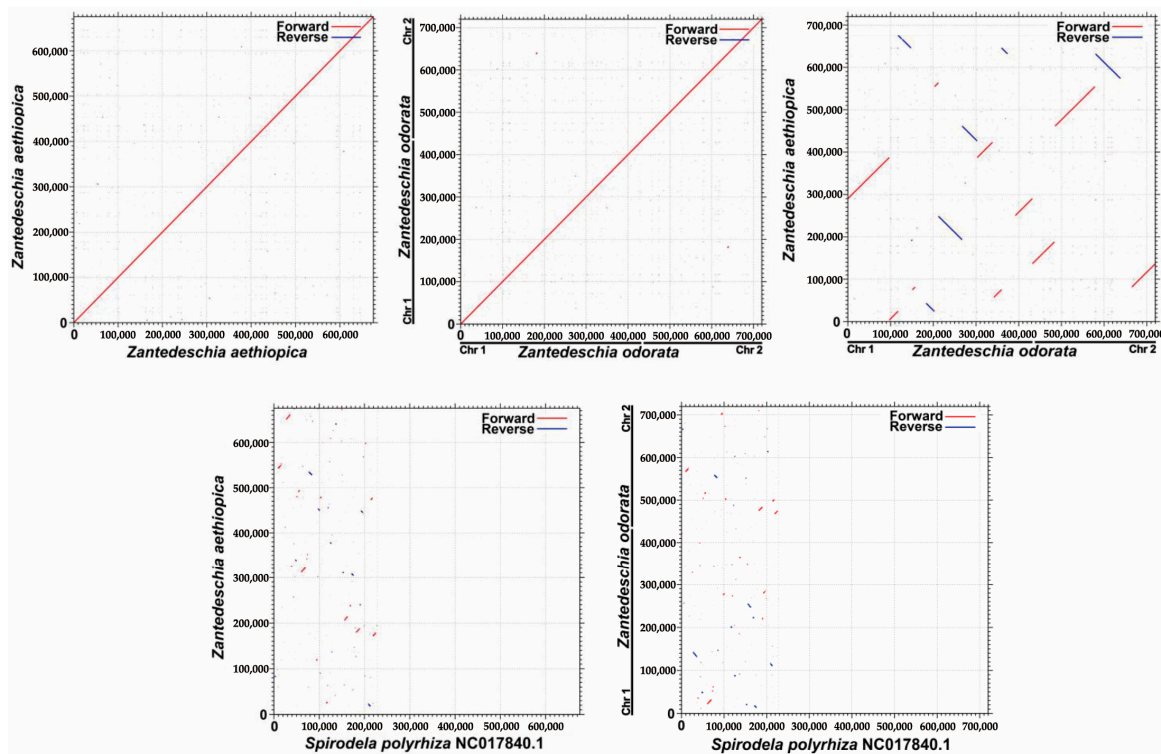 Forward
Reverse
600,000
500,000
400,000
300,000
200,000
100,000
0
0 100,000 200,000 300,000 400,000 500,000 600,000
Zantedeschia aethiopica
Zantedeschia aethiopica
Chr 2
Zantedeschia odorata
Chr 1
Forward
Reverse
700,000
600,000
500,000
400,000
300,000
200,000
100,000
0
0 100,000 200,000 300,000 400,000 500,000 600,000 700,000
Chr 1 Zantedeschia odorata Chr 2
Forward
Reverse
Zantedeschia aethiopica
700,000
600,000
500,000
400,000
300,000
200,000
100,000
0
0 100,000 200,000 300,000 400,000 500,000 600,000 700,000
Chr 1 Zantedeschia odorata Chr 2
Forward
Reverse
Zantedeschia aethiopica
600,000
500,000
400,000
300,000
200,000
100,000
0
0 100,000 200,000 300,000 400,000 500,000 600,000
Spirodela polyrhiza NC017840.1
Chr 2
Zantedeschia odorata
Chr 1
Forward
Reverse
700,000
600,000
500,000
400,000
300,000
200,000
100,000
0
0 100,000 200,000 300,000 400,000 500,000 600,000 700,000
Spirodela polyrhiza NC017840.1